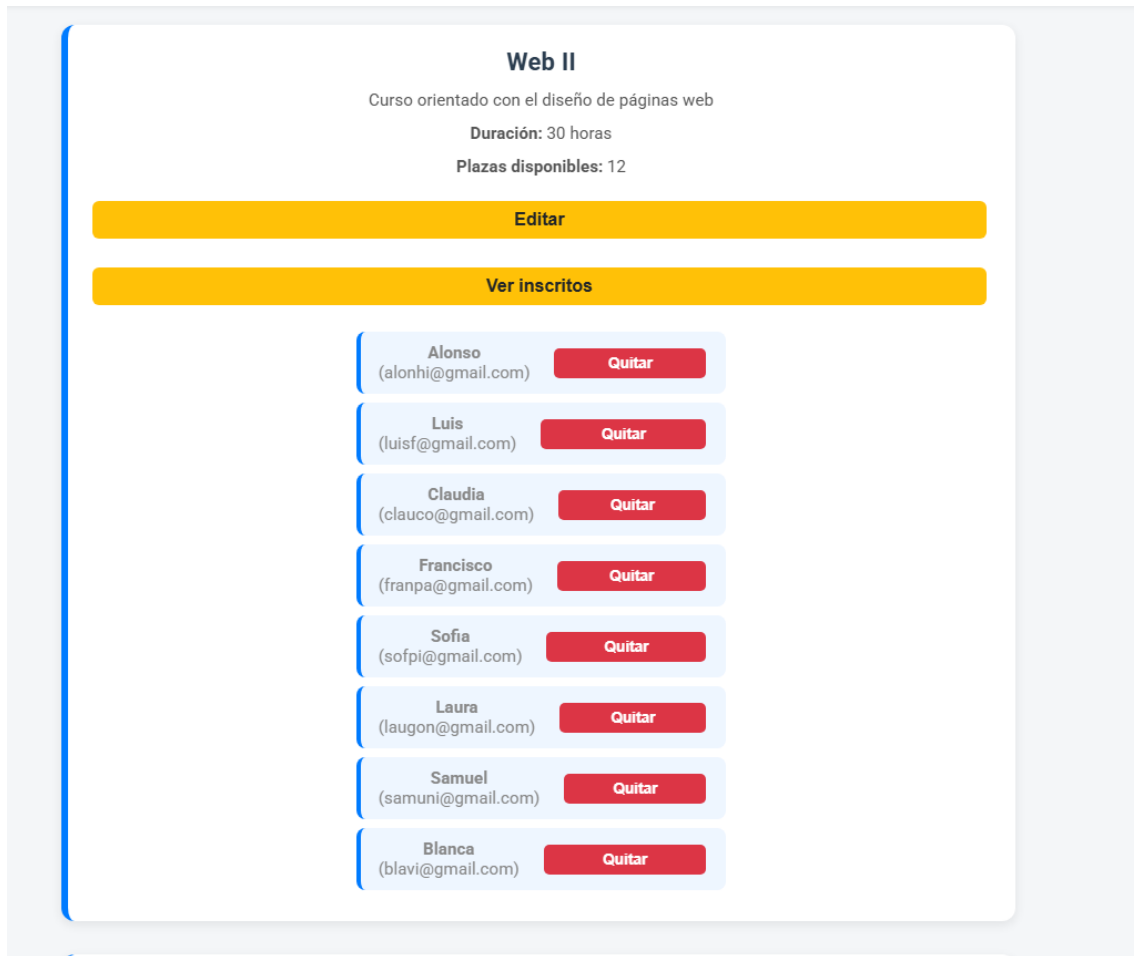 Web II
Curso orientado con el diseño de páginas web
Duración: 30 horas
Plazas disponibles: 12
Editar
Ver inscritos
Alonso
(alonhi@gmail.com)
Quitar
Luis
(luisf@gmail.com)
Quitar
Claudia
(clauco@gmail.com)
Quitar
Francisco
(franpa@gmail.com)
Quitar
Sofia
(sofpi@gmail.com)
Quitar
Laura
(laugon@gmail.com)
Quitar
Samuel
(samuni@gmail.com)
Quitar
Blanca
(blavi@gmail.com)
Quitar